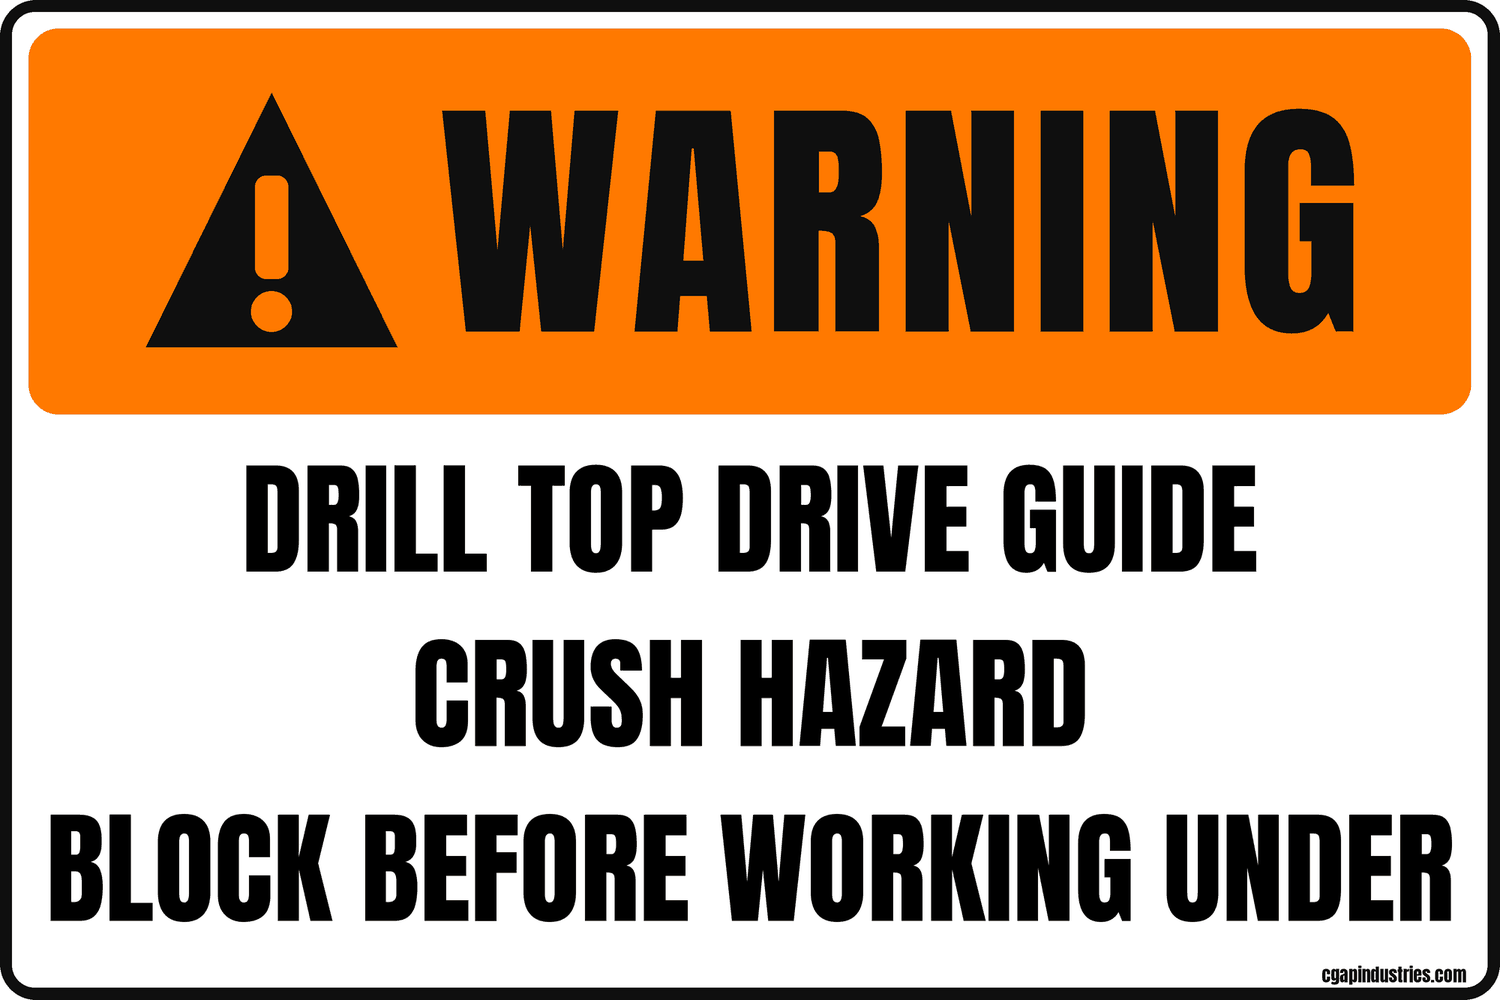 WARNING
DRILL TOP DRIVE GUIDE
CRUSH HAZARD
BLOCK BEFORE WORKING UNDER
cgapindustries.com